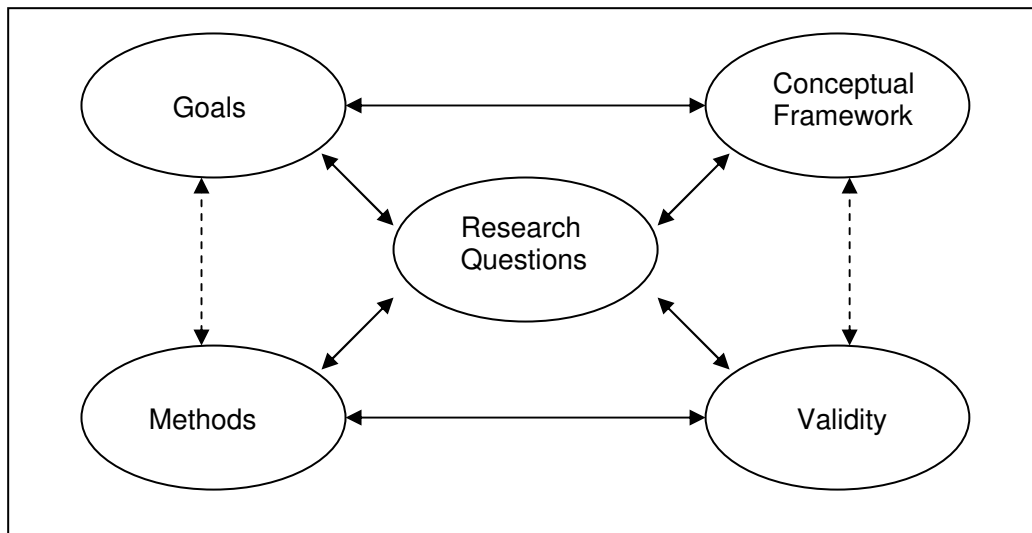 Goals
Conceptual
Framework
Research
Questions
Methods
Validity